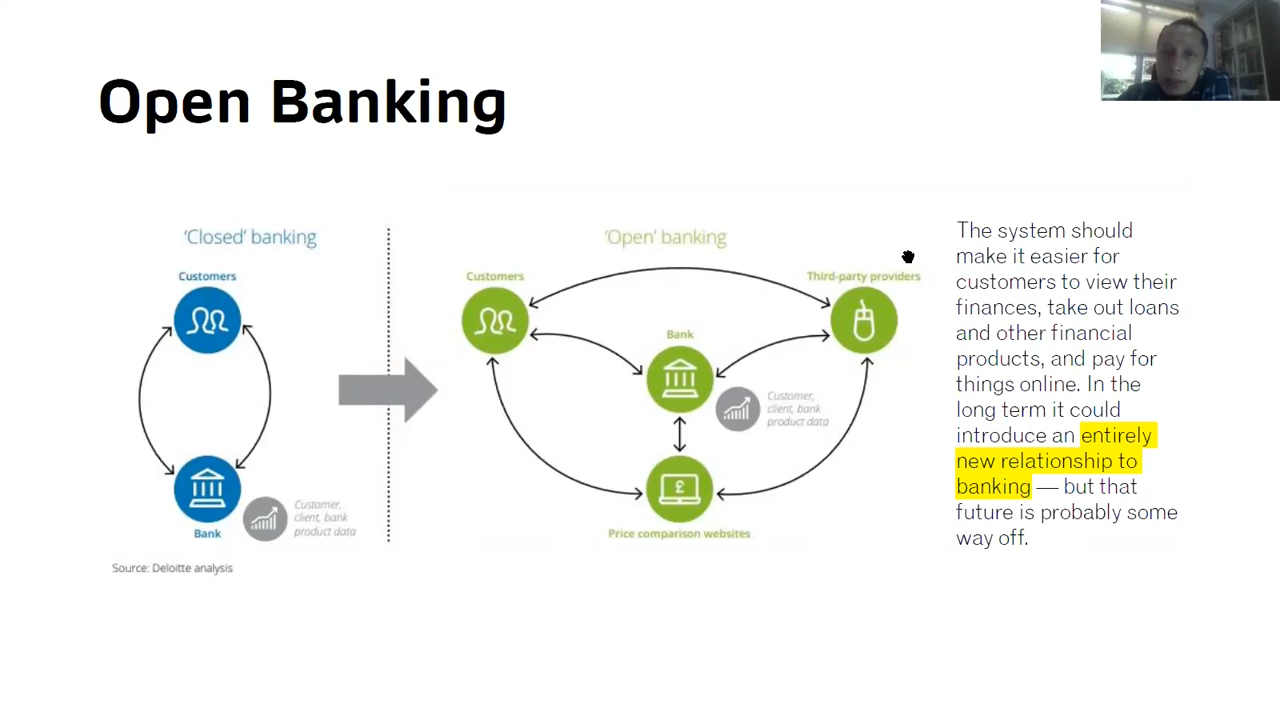 Open Banking
'Closed' banking
Customers
Bank
Customer,
client, bank
product data
Source: Deloitte analysis
'Open' banking
Customers
Third-party providers
Bank
Customer,
client, bank
product data
£
Price comparison websites
The system should
make it easier for
customers to view their
finances, take out loans
and other financial
products, and pay for
things online. In the
long term it could
introduce an entirely
new relationship to
banking — but that
future is probably some
way off.